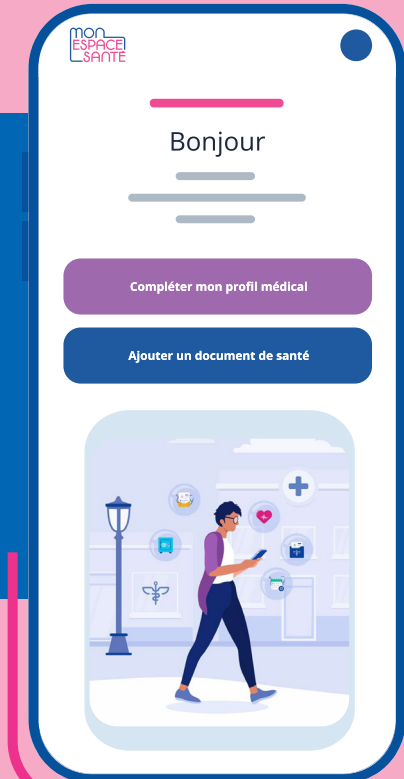 MON
ESPACE
SANTÉ
Bonjour
Compléter mon profil médical
Ajouter un document de santé